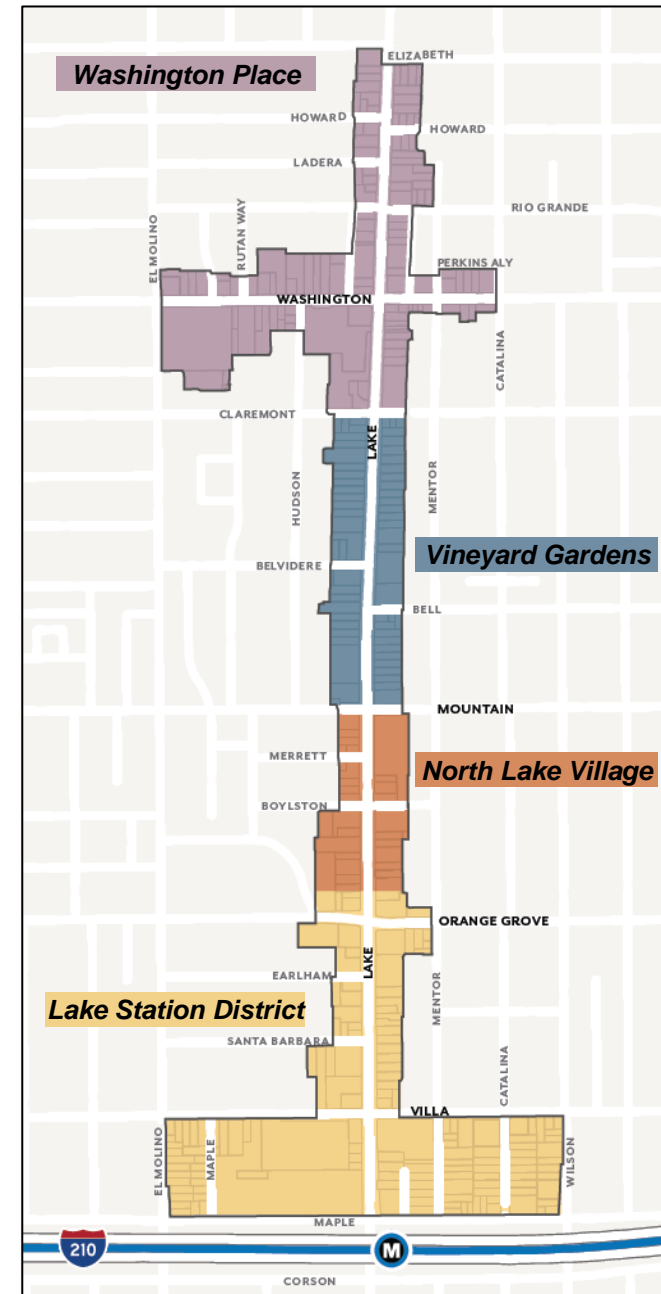 ELIZABETH
Washington Place
HOWARD
HOWARD
LADERA
RIO GRANDE
EL MOLINO
RUTAN WAY
PERKINS ALY
WASHINGTON
CATALINA
CLAREMONT
LAKE
HUDSON
MENTOR
Vineyard Gardens
BELVIDERE
BELL
MOUNTAIN
MERRETT
North Lake Village
BOYLSTON
ORANGE GROVE
LAKE
EARLHAM
MENTOR
Lake Station District
SANTA BARBARA
CATALINA
VILLA
EL MOLINO
MAPLE
WILSON
MAPLE
210
M
CORSON